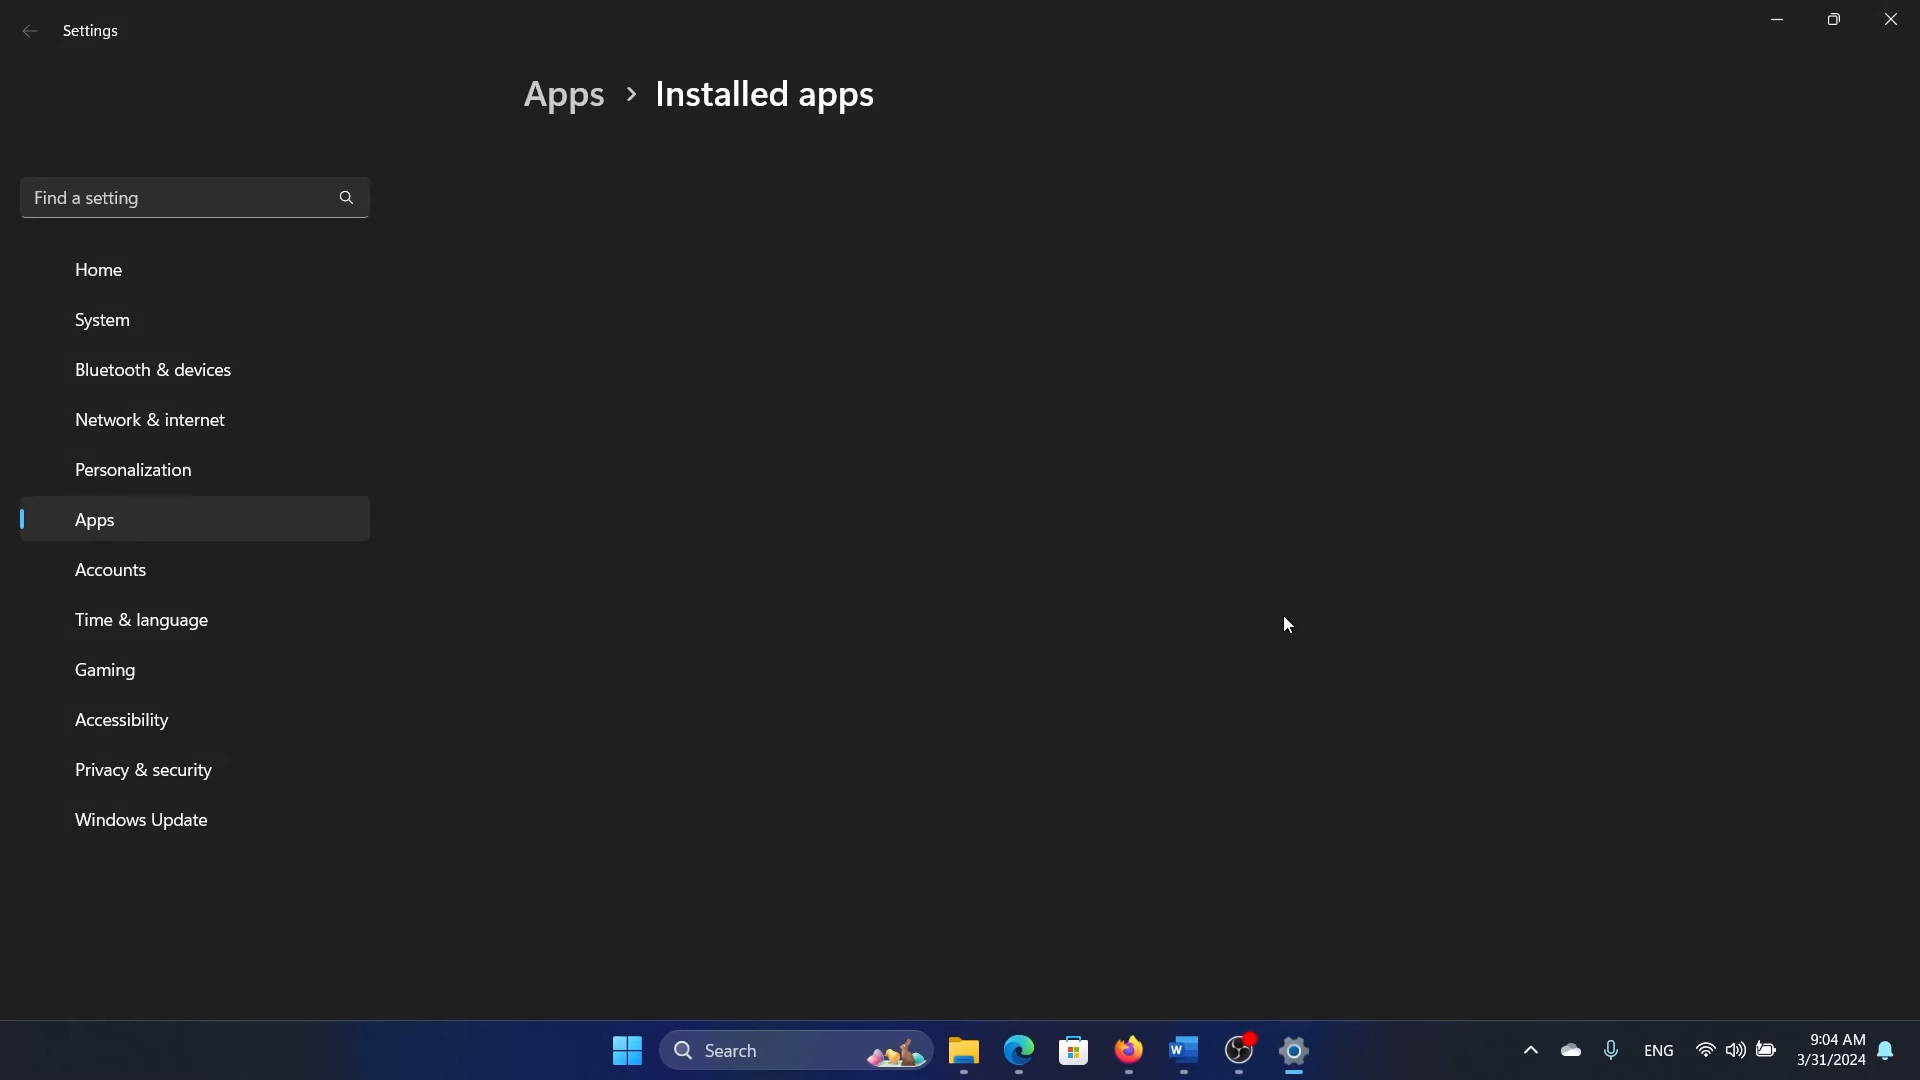 Settings
Apps > Installed apps
Find a setting
Home
System
Bluetooth & devices
Network & internet
Personalization
Apps
Accounts
Time & language
Gaming
Accessibility
Privacy & security
Windows Update
Search
W
ENG
9:04 AM
3/31/2024